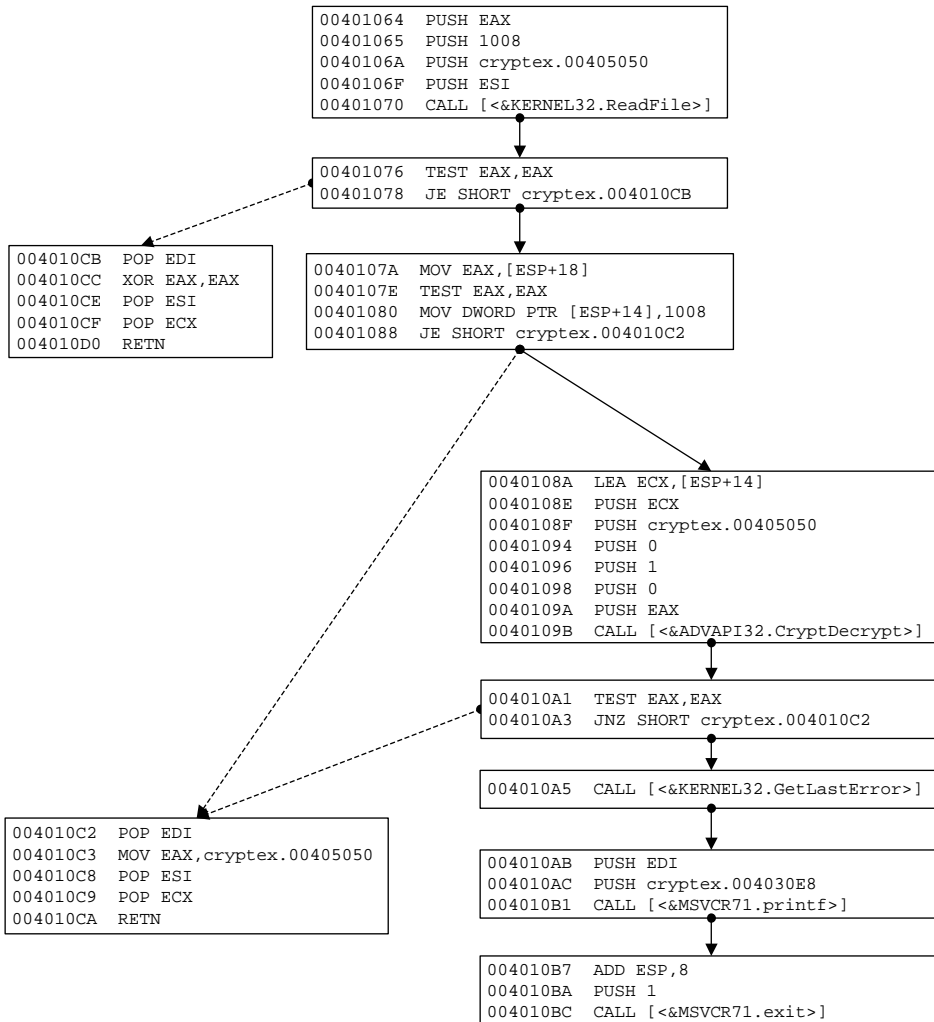 00401064 PUSH EAX
00401065 PUSH 1008
0040106A PUSH cryptex.00405050
0040106F PUSH ESI
00401070 CALL [<&KERNEL32.ReadFile>]
00401076 TEST EAX,EAX
00401078 JE SHORT cryptex.004010CB
004010CB POP EDI
004010CC XOR EAX,EAX
004010CE POP ESI
004010CF POP ECX
004010D0 RETN
0040107A MOV EAX,[ESP+18]
0040107E TEST EAX,EAX
00401080 MOV DWORD PTR [ESP+14],1008
00401088 JE SHORT cryptex.004010C2
0040108A LEA ECX,[ESP+14]
0040108E PUSH ECX
0040108F PUSH cryptex.00405050
00401094 PUSH 0
00401096 PUSH 1
00401098 PUSH 0
0040109A PUSH EAX
0040109B CALL [<&ADVAPI32.CryptDecrypt>]
004010A1 TEST EAX,EAX
004010A3 JNZ SHORT cryptex.004010C2
004010A5 CALL [<&KERNEL32.GetLastError>]
004010C2 POP EDI
004010C3 MOV EAX,cryptex.00405050
004010C8 POP ESI
004010C9 POP ECX
004010CA RETN
004010AB PUSH EDI
004010AC PUSH cryptex.004030E8
004010B1 CALL [<&MSVCR71.printf>]
004010B7 ADD ESP,8
004010BA PUSH 1
004010BC CALL [<&MSVCR71.exit>]